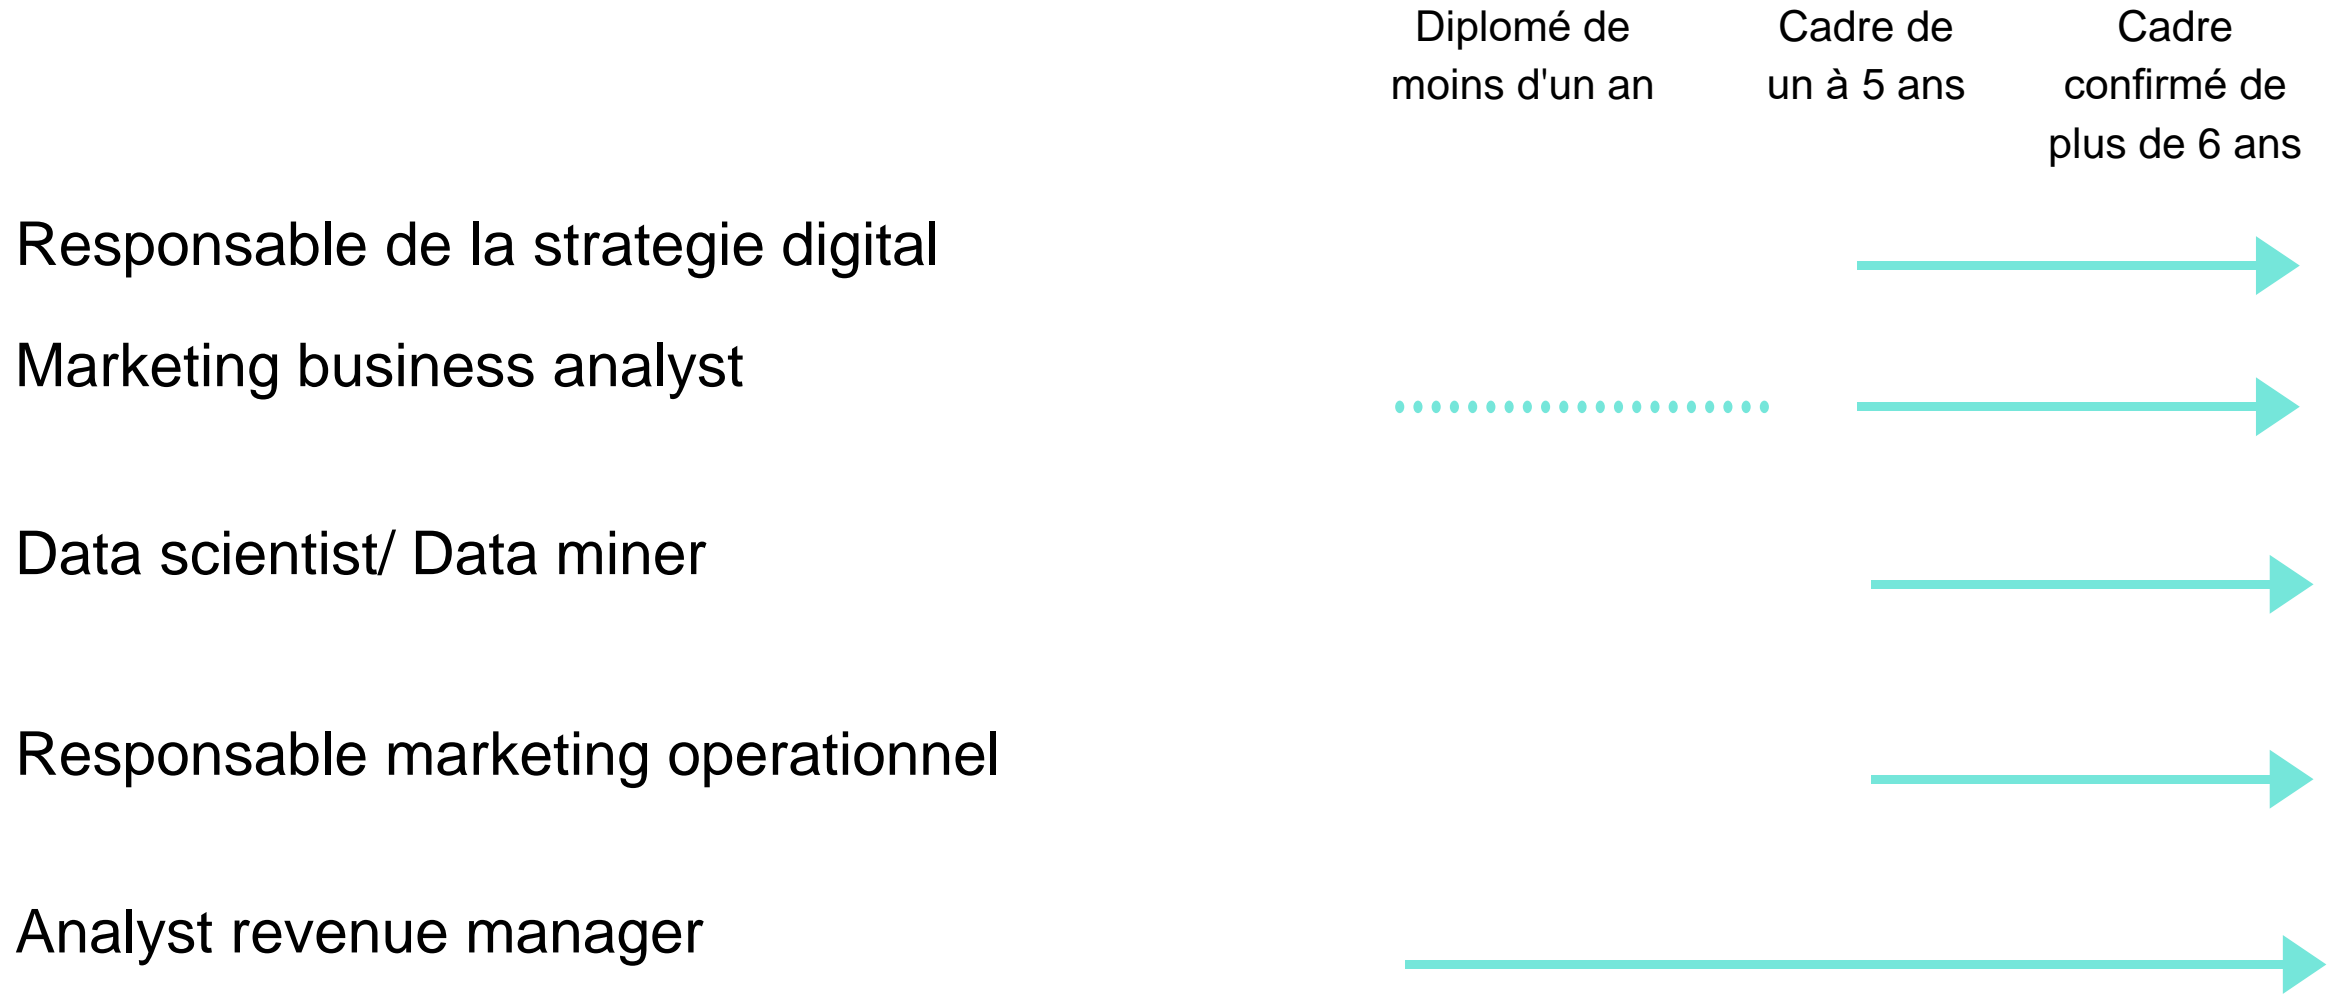 Diplomé de
moins d'un an
Cadre de
un à 5 ans
Cadre
confirmé de
plus de 6 ans
Responsable de la strategie digital
Marketing business analyst
Data scientist/ Data miner
Responsable marketing operationnel
Analyst revenue manager